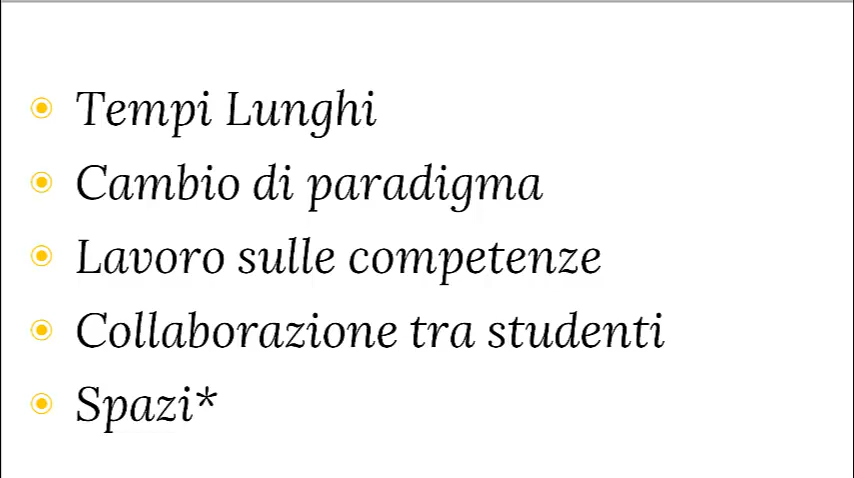 Tempi Lunghi
Cambio di paradigma
Lavoro sulle competenze
Collaborazione tra studenti
Spazi*